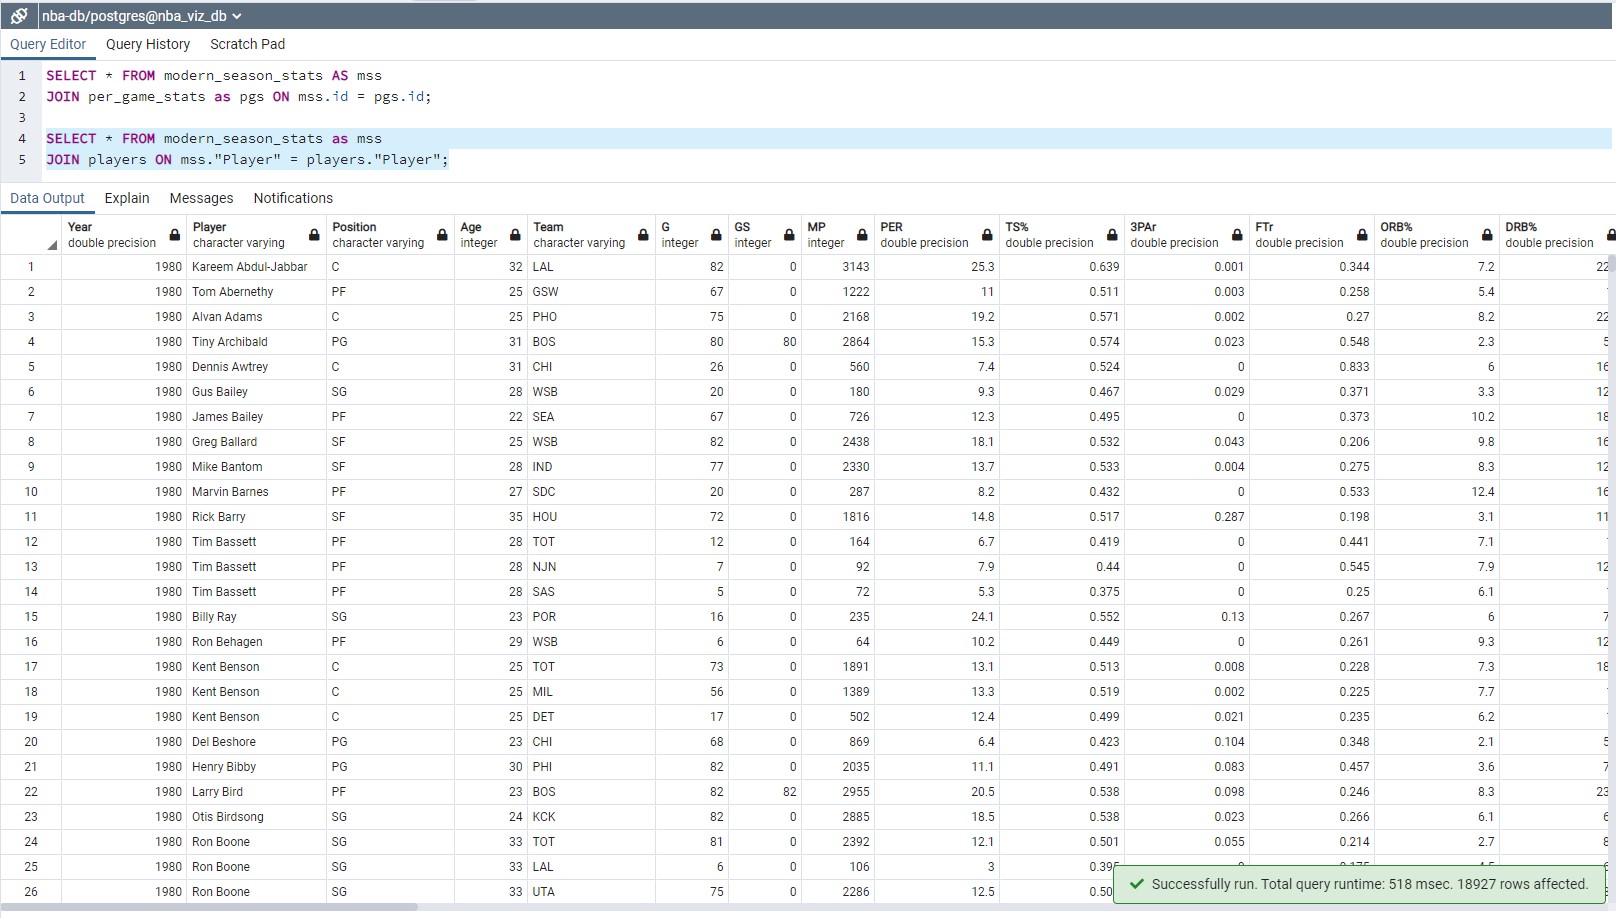 nba-db/postgres@nba_viz_db
Query Editor Query History Scratch Pad
1 SELECT * FROM modern_season_stats AS mss
2 JOIN per_game_stats as pgs ON mss.id = pgs.id;
3
4 SELECT * FROM modern_season_stats as mss
5 JOIN players ON mss."Player" = players."Player";
Data Output Explain Messages Notifications
Year Player Position Age Team G GS MP PER TS% 3PAr FTr ORB% DRB%
double precision character varying character varying integer character varying integer integer integer double precision double precision double precision double precision double precision double precision
1 1980 Kareem Abdul-Jabbar C 32 LAL 82 0 3143 25.3 0.639 0.001 0.344 7.2 22
2 1980 Tom Abernethy PF 25 GSW 67 0 1222 11 0.511 0.003 0.258 5.4
3 1980 Alvan Adams C 25 PHO 75 0 2168 19.2 0.571 0.002 0.27 8.2 22
4 1980 Tiny Archibald PG 31 BOS 80 80 2864 15.3 0.574 0.023 0.548 2.3 5
5 1980 Dennis Awtrey C 31 CHI 26 0 560 7.4 0.524 0 0.833 6 16
6 1980 Gus Bailey SG 28 WSB 20 0 180 9.3 0.467 0.029 0.371 3.3 12
7 1980 James Bailey PF 22 SEA 67 0 726 12.3 0.495 0 0.373 10.2 18
8 1980 Greg Ballard SF 25 WSB 82 0 2438 18.1 0.532 0.043 0.206 9.8 16
9 1980 Mike Bantom SF 28 IND 77 0 2330 13.7 0.533 0.004 0.275 8.3 12
10 1980 Marvin Barnes PF 27 SDC 20 0 287 8.2 0.432 0 0.533 12.4 16
11 1980 Rick Barry SF 35 HOU 72 0 1816 14.8 0.517 0.287 0.198 3.1 11
12 1980 Tim Bassett PF 28 TOT 12 0 164 6.7 0.419 0 0.441 7.1
13 1980 Tim Bassett PF 28 NJN 7 0 92 7.9 0.44 0 0.545 7.9 12
14 1980 Tim Bassett PF 28 SAS 5 0 72 5.3 0.375 0 0.25 6.1
15 1980 Billy Ray SG 23 POR 16 0 235 24.1 0.552 0.13 0.267 6 7
16 1980 Ron Behagen PF 29 WSB 6 0 64 10.2 0.449 0 0.261 9.3 12
17 1980 Kent Benson C 25 TOT 73 0 1891 13.1 0.513 0.008 0.228 7.3 18
18 1980 Kent Benson C 25 MIL 56 0 1389 13.3 0.519 0.002 0.225 7.7
19 1980 Kent Benson C 25 DET 17 0 502 12.4 0.499 0.021 0.235 6.2
20 1980 Del Beshore PG 23 CHI 68 0 869 6.4 0.423 0.104 0.348 2.1 5
21 1980 Henry Bibby PG 30 PHI 82 0 2035 11.1 0.491 0.083 0.457 3.6 7
22 1980 Larry Bird PF 23 BOS 82 82 2955 20.5 0.538 0.098 0.246 8.3 23
23 1980 Otis Birdsong SG 24 KCK 82 0 2885 18.5 0.538 0.023 0.266 6.1 6
24 1980 Ron Boone SG 33 TOT 81 0 2392 12.1 0.501 0.055 0.214 2.7 8
25 1980 Ron Boone SG 33 LAL 6 0 106 3 0.395
26 1980 Ron Boone SG 33 UTA 75 0 2286 12.5 0.50
Successfully run. Total query runtime: 518 msec. 18927 rows affected.